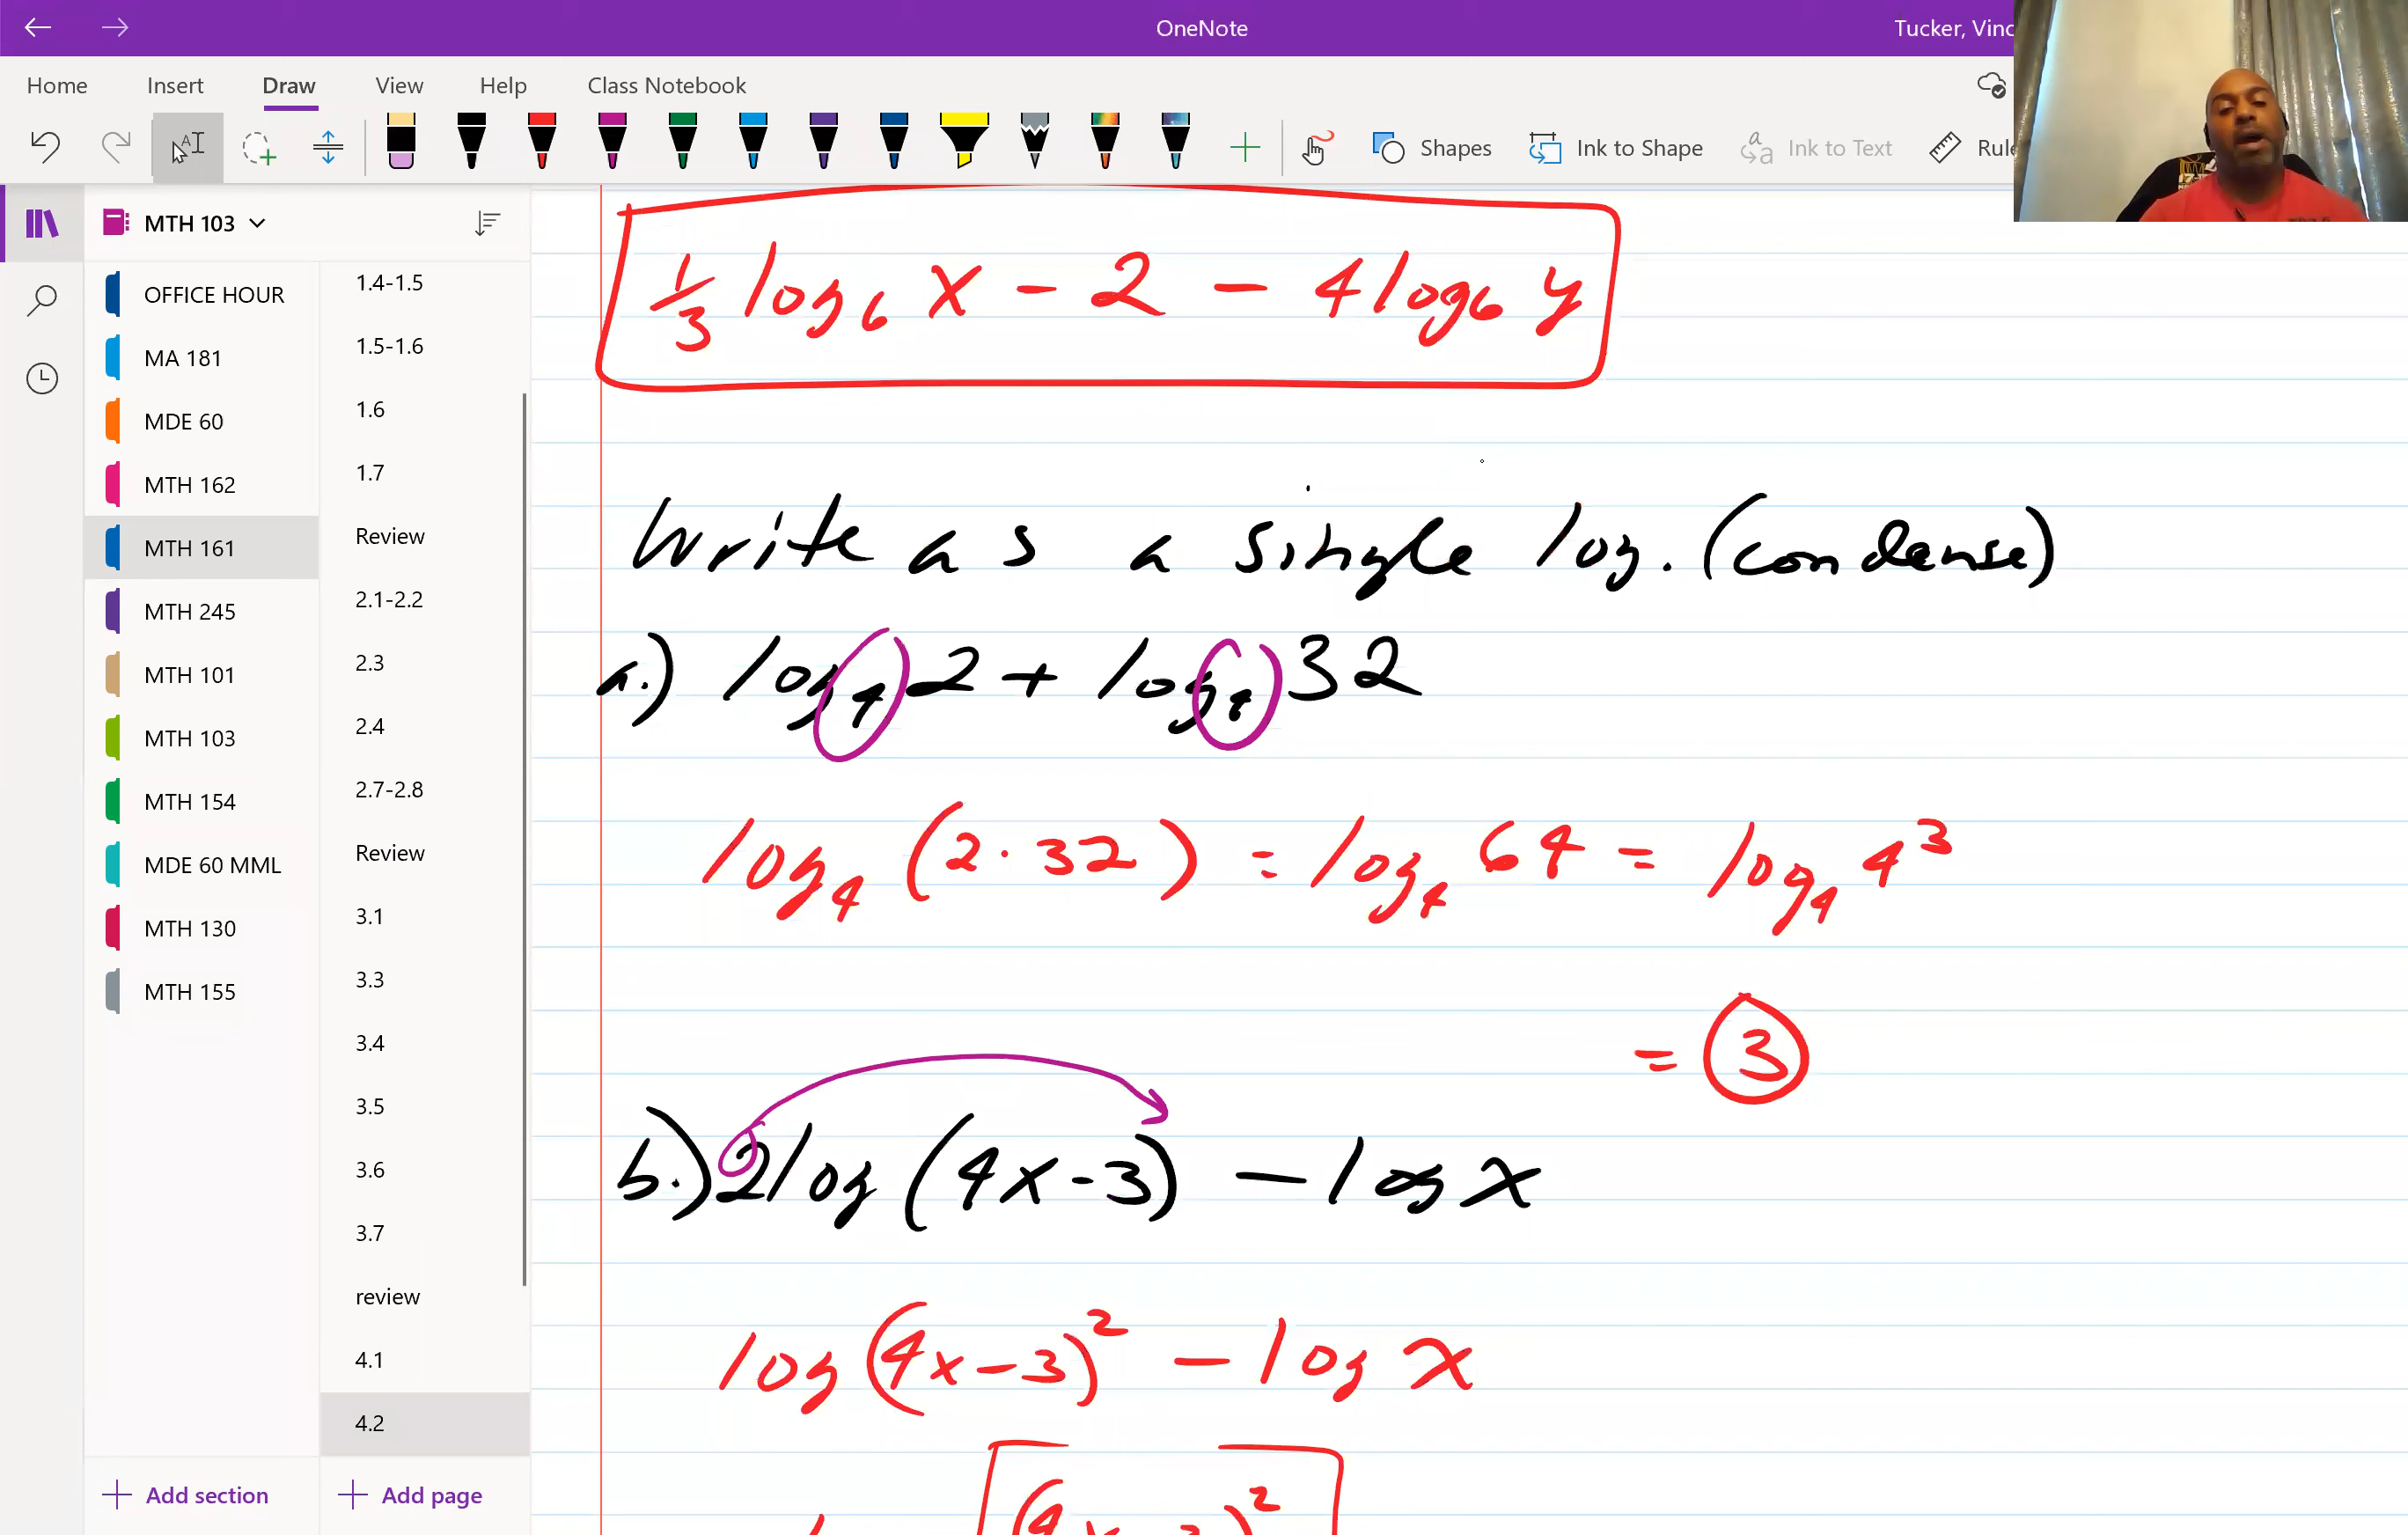 OneNote
Tucker, Vinc
Home Insert Draw View Help Class Notebook
Shapes Ink to Shape Ink to Text Rule
MTH 103
OFFICE HOUR
MA 181
MDE 60
MTH 162
MTH 161
MTH 245
MTH 101
MTH 103
MTH 154
MDE 60 MML
MTH 130
MTH 155
Add section
1.4-1.5
1.5-1.6
1.6
1.7
Review
2.1-2.2
2.3
2.4
2.7-2.8
Review
3.1
3.3
3.4
3.5
3.6
3.7
review
4.1
4.2
Add page
1/3 log₆ x - 2 - 4 log₆ y
Write as a single log. (condense)
a.) log₄ 2 + log₄ 32
log₄ (2 · 32) = log₄ 64 = log₄ 4³
= 3
b.) 2 log (4x - 3) - log x
log (4x - 3)² - log x